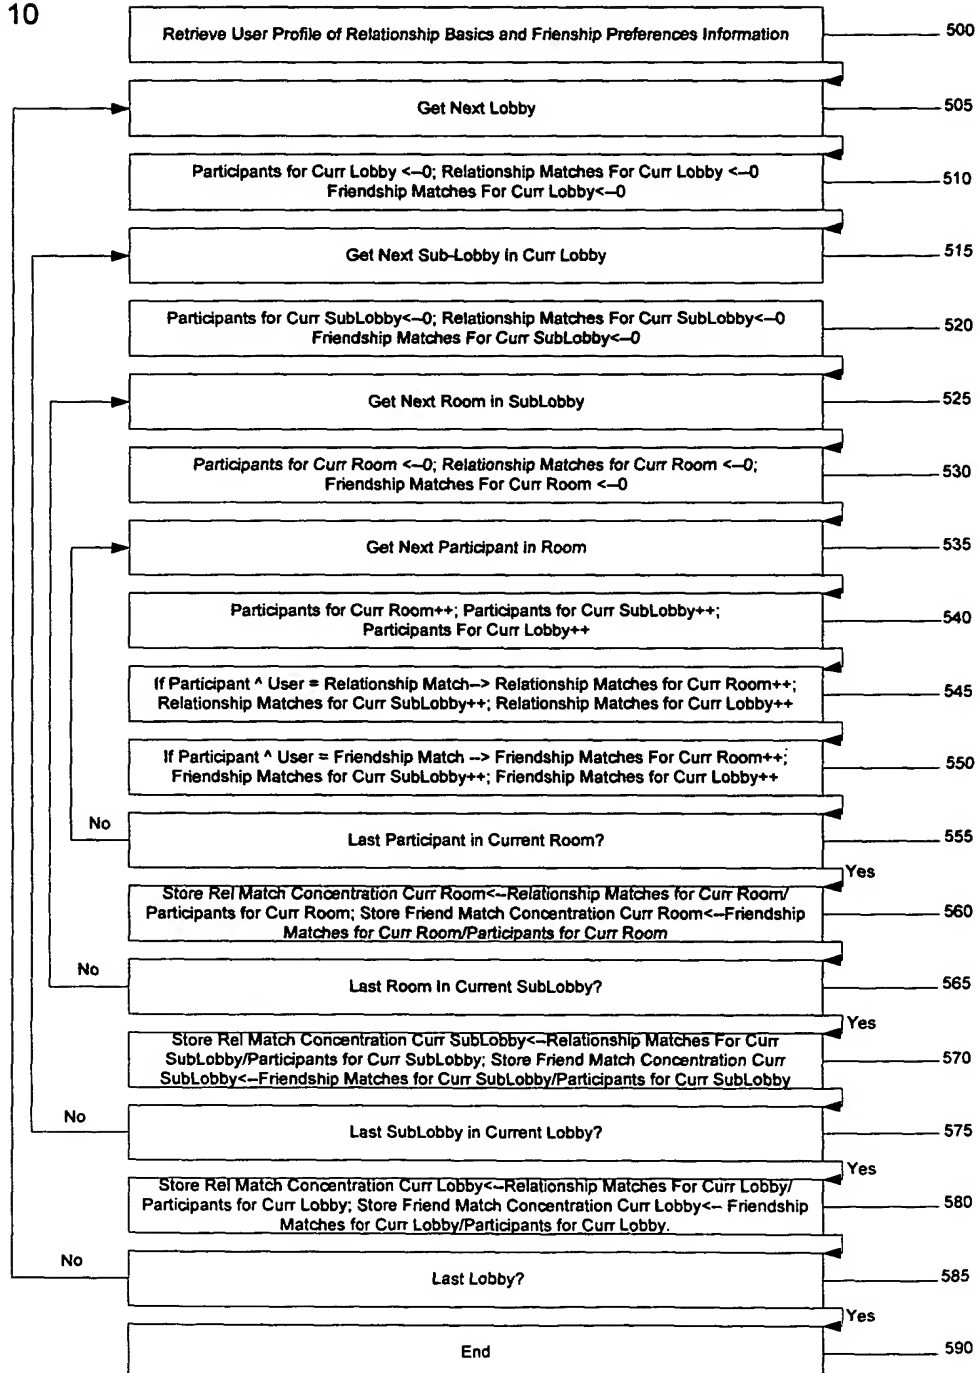 10
Retrieve User Profile of Relationship Basics and Frienship Preferences Information
500
Get Next Lobby
505
Participants for Curr Lobby <--0; Relationship Matches For Curr Lobby <--0
Friendship Matches For Curr Lobby<--0
510
Get Next Sub-Lobby in Curr Lobby
515
Participants for Curr SubLobby<--0; Relationship Matches For Curr SubLobby<--0
Friendship Matches For Curr SubLobby<--0
520
Get Next Room in SubLobby
525
Participants for Curr Room <--0; Relationship Matches for Curr Room <--0;
Friendship Matches For Curr Room <--0
530
Get Next Participant in Room
535
Participants for Curr Room++; Participants for Curr SubLobby++;
Participants For Curr Lobby++
540
If Participant ^ User = Relationship Match--> Relationship Matches for Curr Room++;
Relationship Matches for Curr SubLobby++; Relationship Matches for Curr Lobby++
545
If Participant ^ User = Friendship Match --> Friendship Matches For Curr Room++;
Friendship Matches for Curr SubLobby++; Friendship Matches for Curr Lobby++
550
No
Last Participant in Current Room?
555
Yes
Store Rel Match Concentration Curr Room<--Relationship Matches for Curr Room/
Participants for Curr Room; Store Friend Match Concentration Curr Room<--Friendship
Matches for Curr Room/Participants for Curr Room
560
No
Last Room in Current SubLobby?
565
Yes
Store Rel Match Concentration Curr SubLobby<--Relationship Matches For Curr
SubLobby/Participants for Curr SubLobby; Store Friend Match Concentration Curr
SubLobby<--Friendship Matches for Curr SubLobby/Participants for Curr SubLobby
570
No
Last SubLobby in Current Lobby?
575
Yes
Store Rel Match Concentration Curr Lobby<--Relationship Matches For Curr Lobby/
Participants for Curr Lobby; Store Friend Match Concentration Curr Lobby<-- Friendship
Matches for Curr Lobby/Participants for Curr Lobby.
580
No
Last Lobby?
585
Yes
End
590